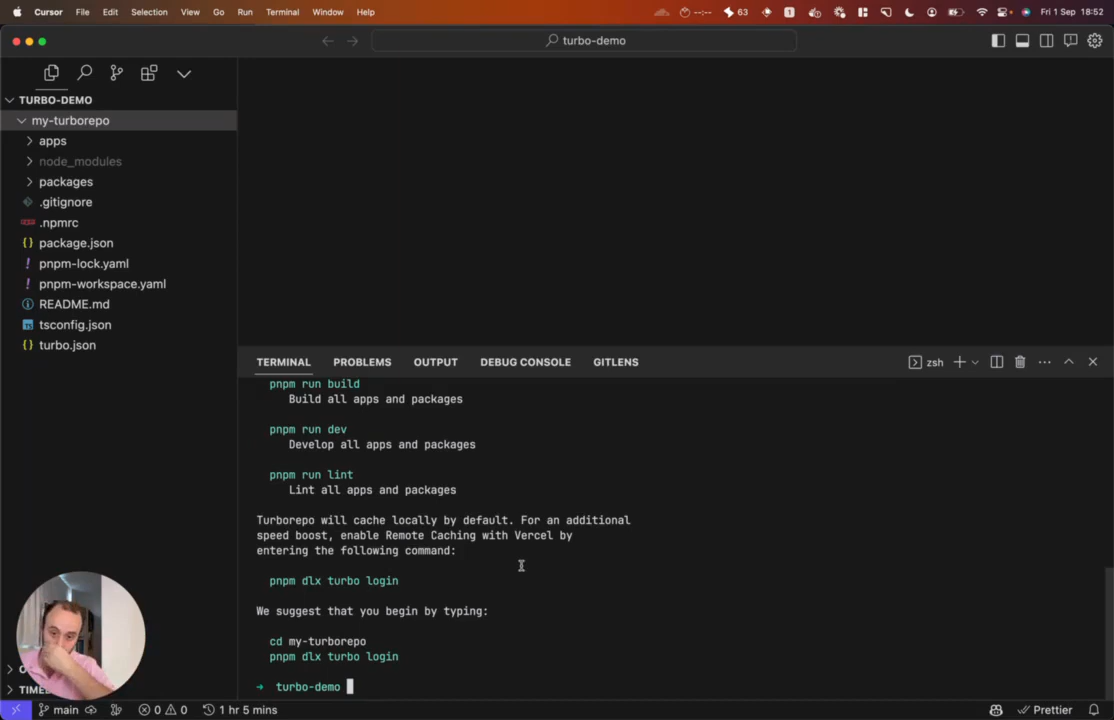 Cursor File Edit Selection View Go Run Terminal Window Help 63 1 --:-- Fri 1 Sep 18:52
turbo-demo
TURBO-DEMO
my-turborepo
apps
node_modules
packages
.gitignore
.npmrc
{} package.json
! pnpm-lock.yaml
! pnpm-workspace.yaml
README.md
TS tsconfig.json
{} turbo.json
TERMINAL PROBLEMS OUTPUT DEBUG CONSOLE GITLENS zsh
pnpm run build
Build all apps and packages
pnpm run dev
Develop all apps and packages
pnpm run lint
Lint all apps and packages
Turborepo will cache locally by default. For an additional
speed boost, enable Remote Caching with Vercel by
entering the following command:
pnpm dlx turbo login
We suggest that you begin by typing:
cd my-turborepo
pnpm dlx turbo login
→ turbo-demo
main 0 0 1 hr 5 mins Prettier